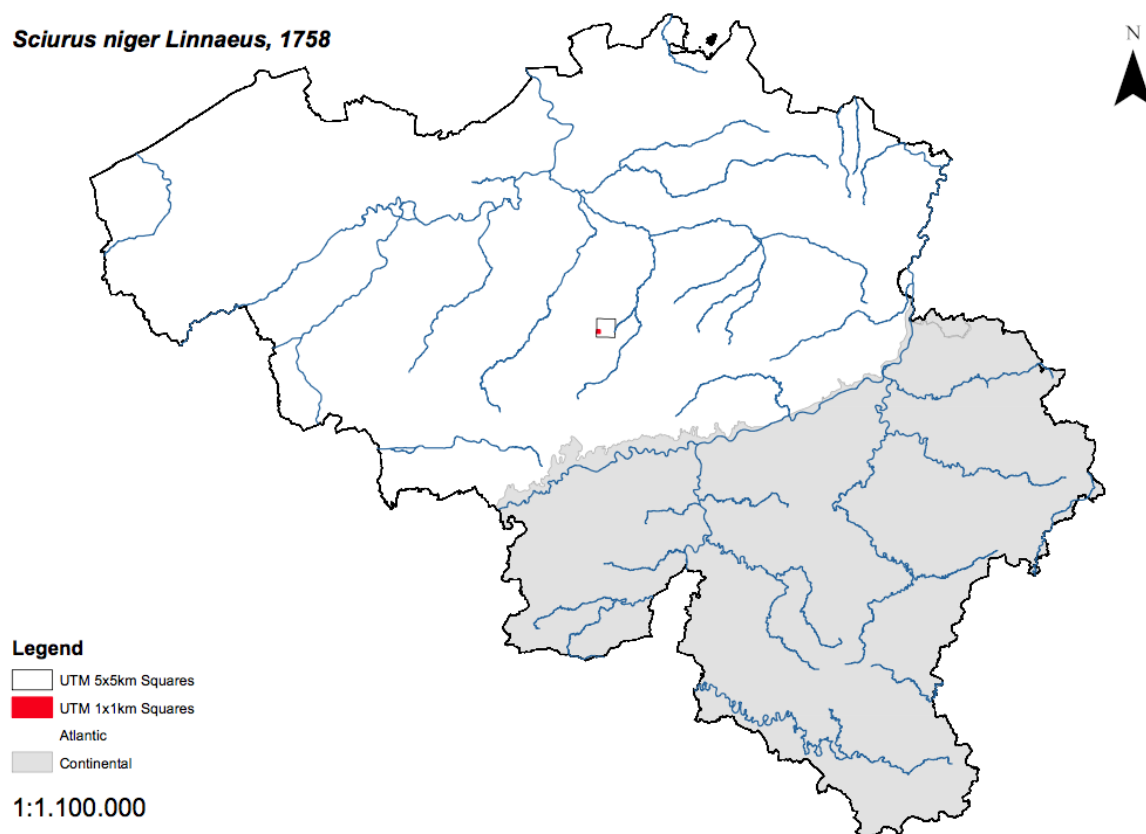 Sciurus niger Linnaeus, 1758
N
Legend
UTM 5x5km Squares
UTM 1x1km Squares
Atlantic
Continental
1:1.100.000